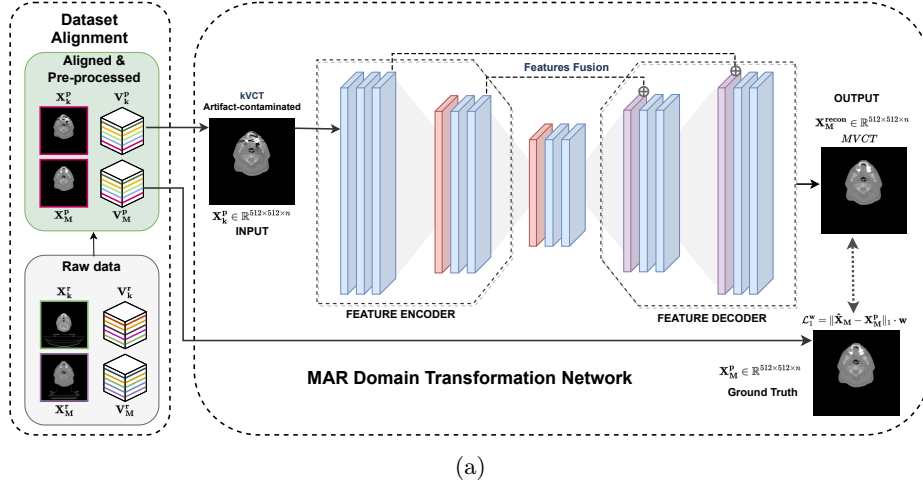 Dataset
Alignment
Aligned &
Pre-processed
X_k^p V_k^p
X_M^p V_M^p
Raw data
X_k^r V_k^r
X_M^r V_M^r
kVCT
Artifact-contaminated
X_k^p ∈ ℝ^{512×512×n}
INPUT
Features Fusion
FEATURE ENCODER
FEATURE DECODER
OUTPUT
X_M^{recon} ∈ ℝ^{512×512×n}
MVCT
ℒ_1^w = ‖X̂_M − X_M^p‖_1 · w
X_M^p ∈ ℝ^{512×512×n}
Ground Truth
MAR Domain Transformation Network
(a)